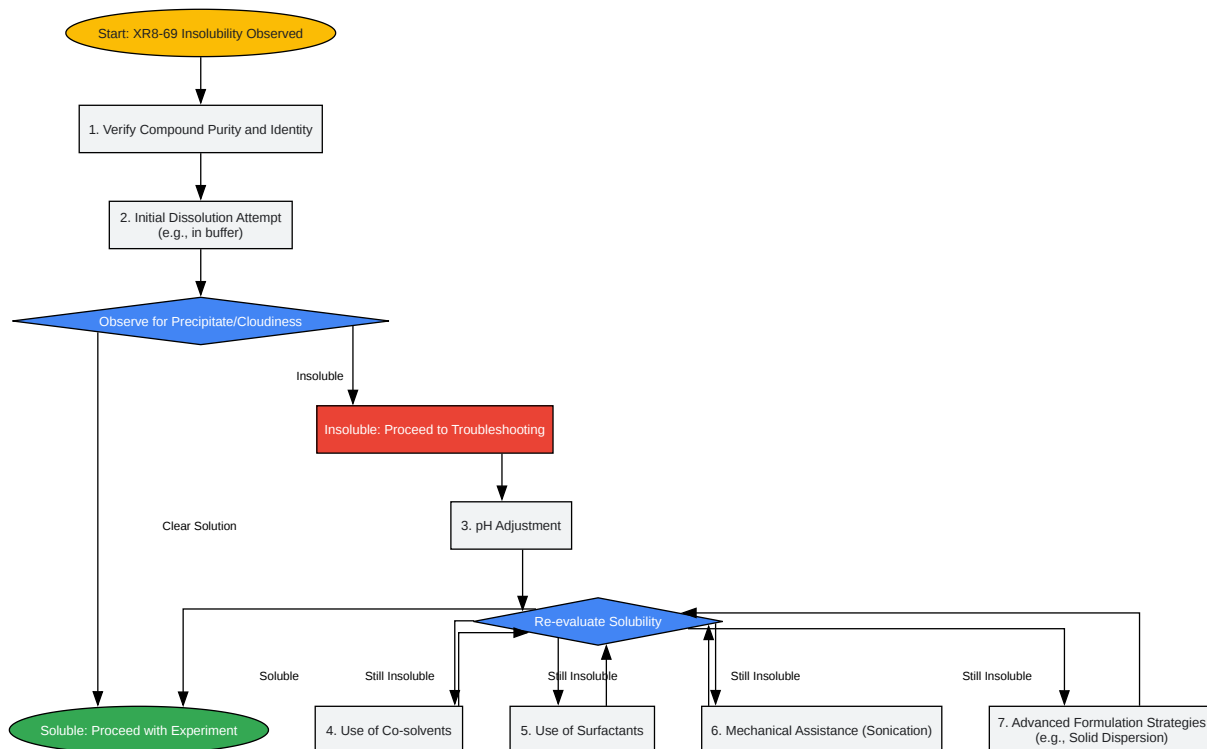 Start: XR8-69 Insolubility Observed
1. Verify Compound Purity and Identity
2. Initial Dissolution Attempt
(e.g., in buffer)
Observe for Precipitate/Cloudiness
Insoluble
Insoluble: Proceed to Troubleshooting
Clear Solution
3. pH Adjustment
Re-evaluate Solubility
Soluble
Still Insoluble
Still Insoluble
Still Insoluble
Still Insoluble
Soluble: Proceed with Experiment
4. Use of Co-solvents
5. Use of Surfactants
6. Mechanical Assistance (Sonication)
7. Advanced Formulation Strategies
(e.g., Solid Dispersion)